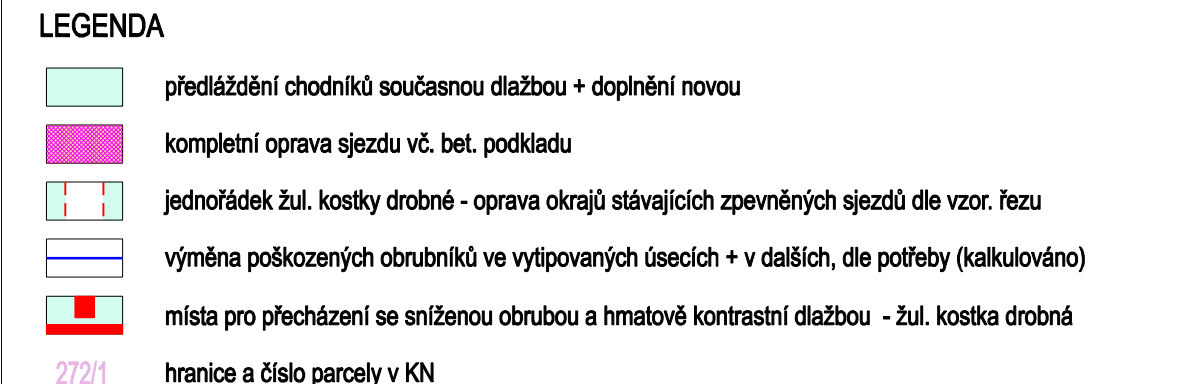 LEGENDA
předláždění chodníků současnou dlažbou + doplnění novou
kompletní oprava sjezdu vč. bet. podkladu
jednořádek žul. kostky drobné - oprava okrajů stávajících zpevněných sjezdů dle vzor. řezu
výměna poškozených obrubníků ve vytipovaných úsecích + v dalších, dle potřeby (kalkulováno)
místa pro přecházení se sníženou obrubou a hmatově kontrastní dlažbou - žul. kostka drobná
272/1 hranice a číslo parcely v KN